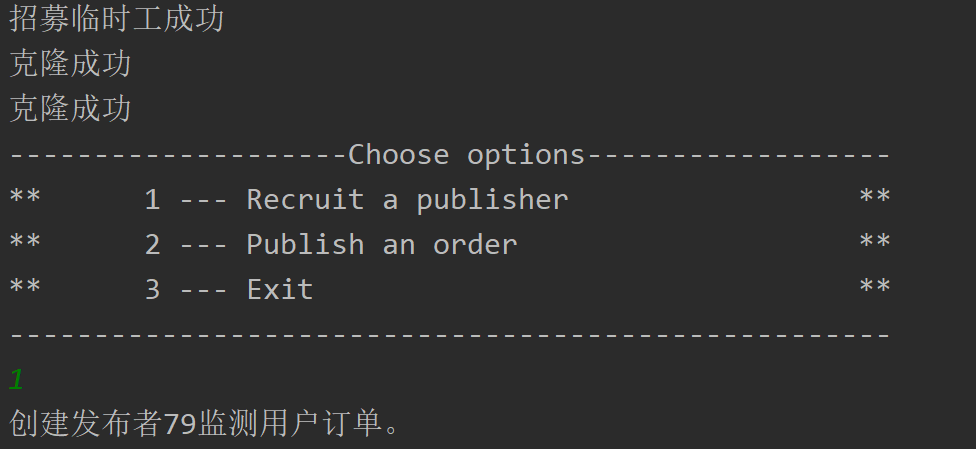 招募临时工成功
克隆成功
克隆成功
--------------------Choose options------------------
**      1 --- Recruit a publisher                 **
**      2 --- Publish an order                    **
**      3 --- Exit                                **
----------------------------------------------------
1
创建发布者79监测用户订单。